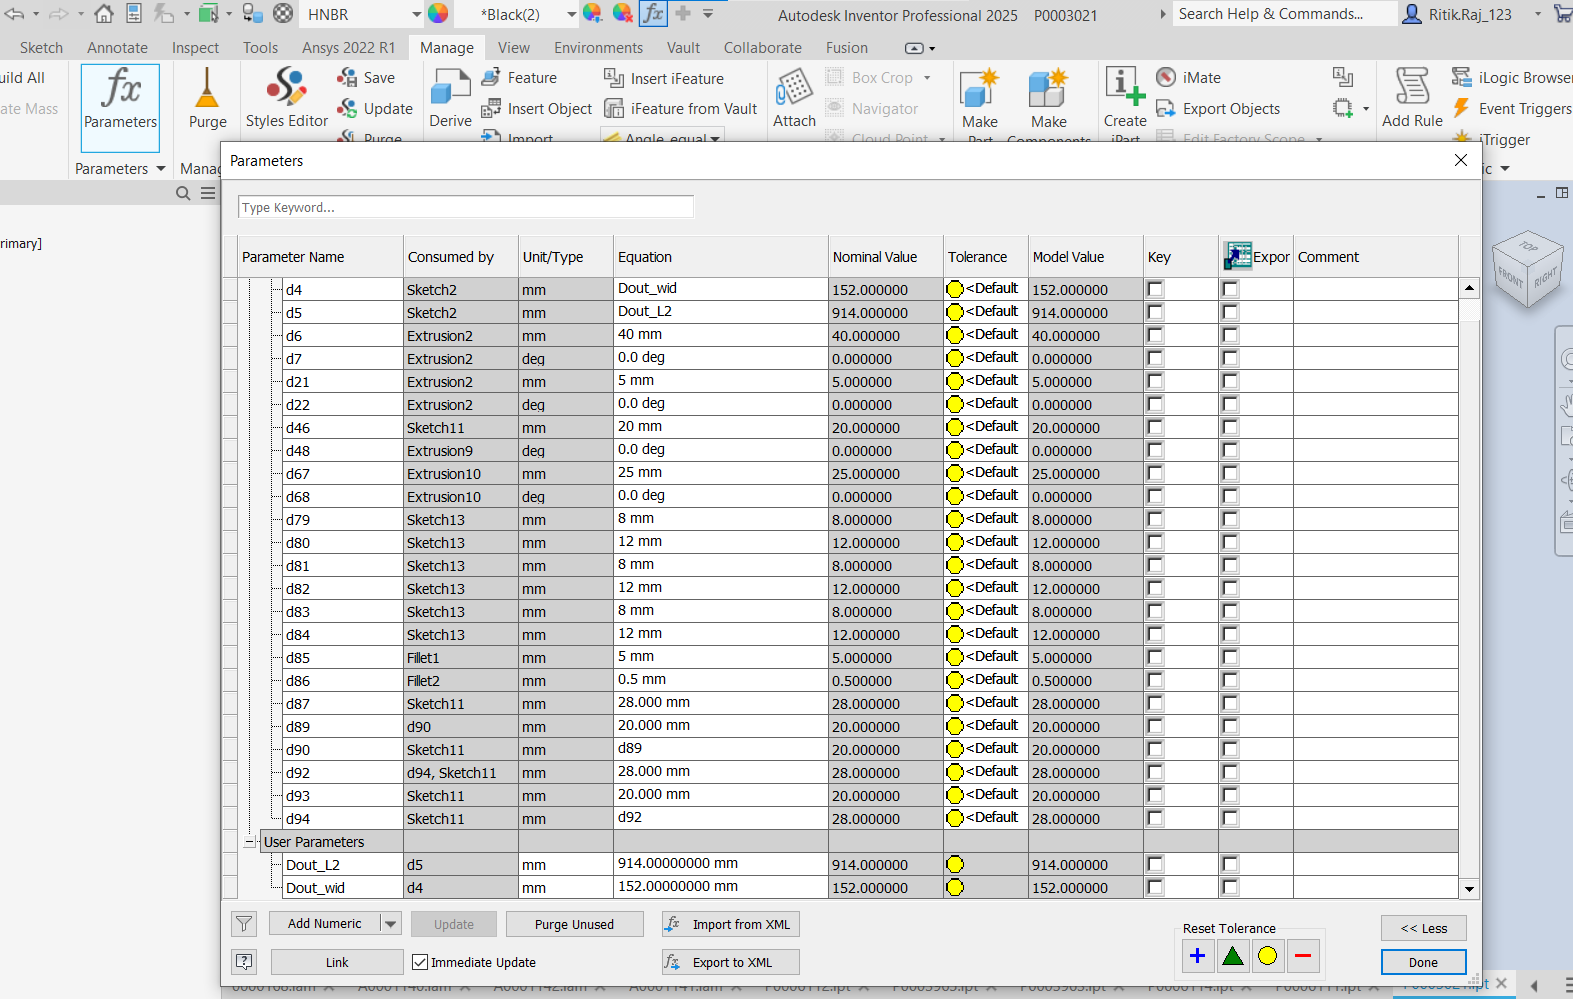 HNBR
*Black(2)
Autodesk Inventor Professional 2025 P0003021
Search Help & Commands...
Ritik.Raj_123
Sketch Annotate Inspect Tools Ansys 2022 R1 Manage View Environments Vault Collaborate Fusion
uild All
ate Mass
Parameters
Purge
Styles Editor
Save
Update
Purge
Derive
Feature
Insert Object
Import
Insert iFeature
iFeature from Vault
Angle_equal
Attach
Box Crop
Navigator
Cloud Point
Make
Part
Make
Components
Create
iPart
iMate
Export Objects
Edit Factory Scope
Add Rule
iLogic Browser
Event Triggers
iTrigger
Parameters
Manag
ic
rimary]
TOP
FRONT
RIGHT
Parameters
Type Keyword...
Parameter Name Consumed by Unit/Type Equation Nominal Value Tolerance Model Value Key Expor Comment
d4 Sketch2 mm Dout_wid 152.000000 <Default 152.000000
d5 Sketch2 mm Dout_L2 914.000000 <Default 914.000000
d6 Extrusion2 mm 40 mm 40.000000 <Default 40.000000
d7 Extrusion2 deg 0.0 deg 0.000000 <Default 0.000000
d21 Extrusion2 mm 5 mm 5.000000 <Default 5.000000
d22 Extrusion2 deg 0.0 deg 0.000000 <Default 0.000000
d46 Sketch11 mm 20 mm 20.000000 <Default 20.000000
d48 Extrusion9 deg 0.0 deg 0.000000 <Default 0.000000
d67 Extrusion10 mm 25 mm 25.000000 <Default 25.000000
d68 Extrusion10 deg 0.0 deg 0.000000 <Default 0.000000
d79 Sketch13 mm 8 mm 8.000000 <Default 8.000000
d80 Sketch13 mm 12 mm 12.000000 <Default 12.000000
d81 Sketch13 mm 8 mm 8.000000 <Default 8.000000
d82 Sketch13 mm 12 mm 12.000000 <Default 12.000000
d83 Sketch13 mm 8 mm 8.000000 <Default 8.000000
d84 Sketch13 mm 12 mm 12.000000 <Default 12.000000
d85 Fillet1 mm 5 mm 5.000000 <Default 5.000000
d86 Fillet2 mm 0.5 mm 0.500000 <Default 0.500000
d87 Sketch11 mm 28.000 mm 28.000000 <Default 28.000000
d89 d90 mm 20.000 mm 20.000000 <Default 20.000000
d90 Sketch11 mm d89 20.000000 <Default 20.000000
d92 d94, Sketch11 mm 28.000 mm 28.000000 <Default 28.000000
d93 Sketch11 mm 20.000 mm 20.000000 <Default 20.000000
d94 Sketch11 mm d92 28.000000 <Default 28.000000
User Parameters
Dout_L2 d5 mm 914.00000000 mm 914.000000 914.000000
Dout_wid d4 mm 152.00000000 mm 152.000000 152.000000
Add Numeric
Update
Purge Unused
Import from XML
Reset Tolerance
<< Less
Link
Immediate Update
Export to XML
Done